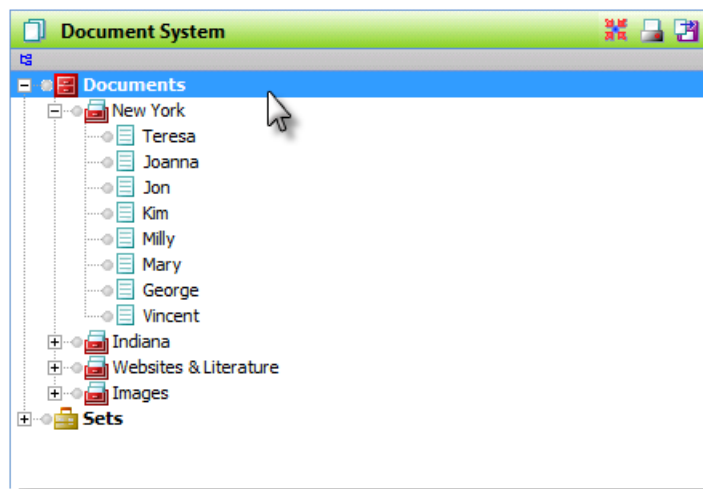 Document System
Documents
New York
Teresa
Joanna
Jon
Kim
Milly
Mary
George
Vincent
Indiana
Websites & Literature
Images
Sets